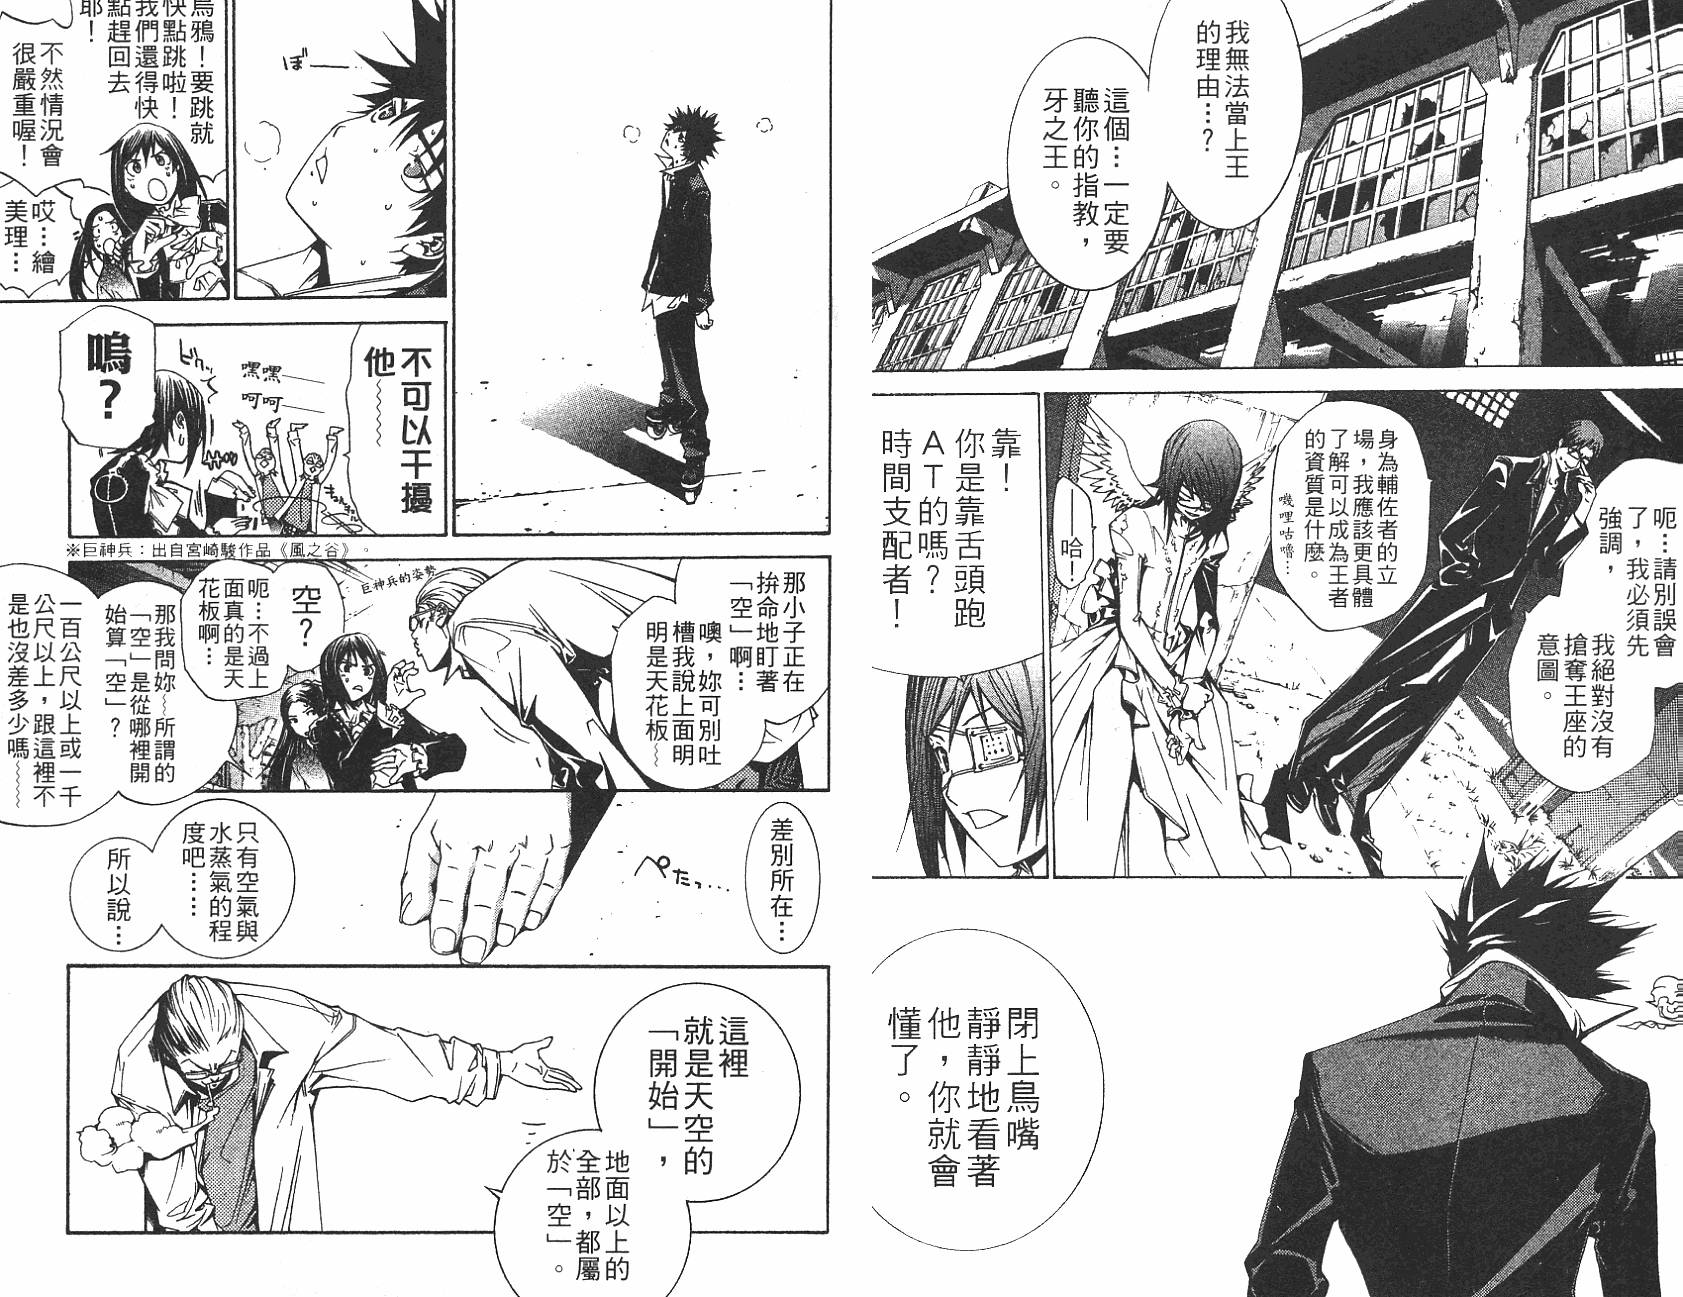 我無法當上王
的理由…？
這個…一定要
聽你的指教，
牙之王。
呃…請別誤會
了，我必須先
強調，
我絕對沒有
搶奪王座的
意圖。
身為輔佐者的立
場，我應該更具體
了解可以成為王者
的資質是什麼。
嘰哩咕嚕…
哈—
靠！
你是靠舌頭跑
ＡＴ的嗎？
時間支配者！
閉上鳥嘴
靜靜地看著
他，你就會
懂了。
ぼ——
烏鴉！要跳就
快點跳啦！
我們還得快
點趕回去
耶！
不然情況會
很嚴重喔！
哎…繪
美理…
不可以干擾
他～～～
嘿嘿——
呵呵——
ビクッ
嗚？
※巨神兵：出自宮崎駿作品《風之谷》。
巨神兵的姿勢
那小子正在
拚命地盯著
「空」啊…
噢，妳可別吐
槽我說上面明
明是天花板～
空？
呃…不過上
面真的是天
花板啊…
那我問妳～所謂的
「空」是從哪裡開
始算「空」？
一百公尺以上或一千
公尺以上，跟這裡不
是也沒差多少嗎～～
差別所在…
ぺたっ…
只有空氣與
水蒸氣的程
度吧……
所以說…
這裡
就是天空的
「開始」，
地面以上的
全部，都屬
於「空」。